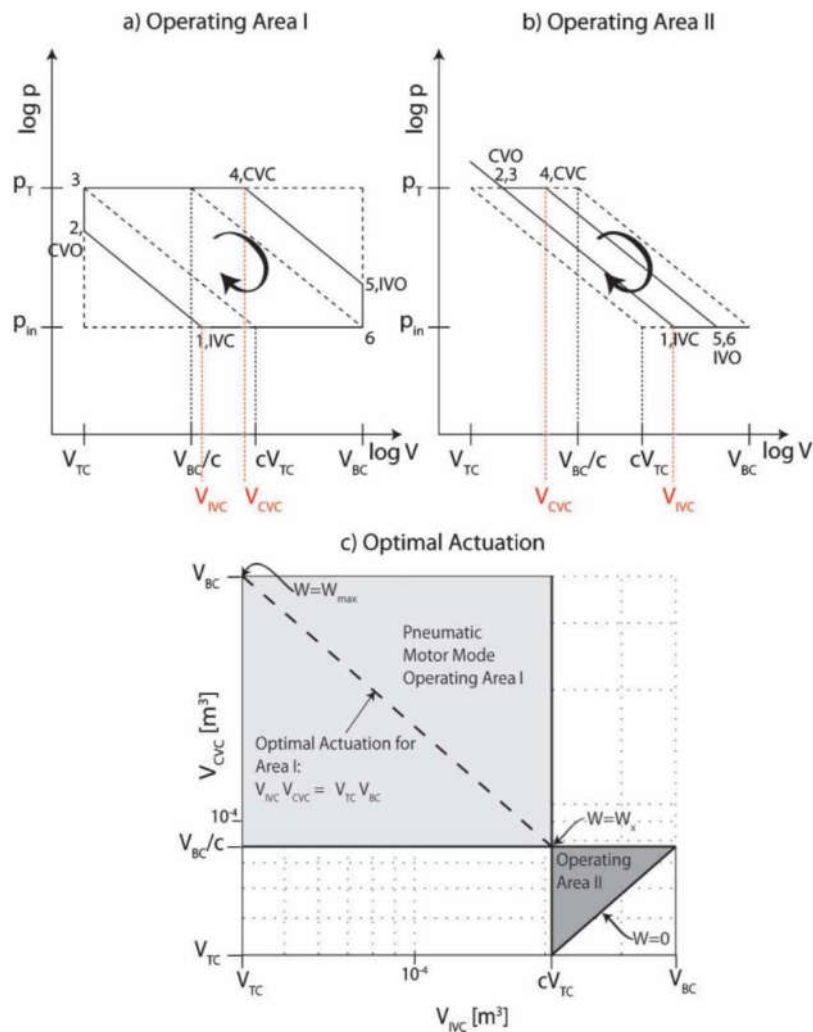 a) Operating Area I
log p
p_T
p_in
3
4,CVC
2,
CVO
5,IVO
1,IVC
6
log V
V_TC
V_BC/c
cV_TC
V_BC
V_IVC
V_CVC
b) Operating Area II
log p
p_T
p_in
CVO
2,3
4,CVC
1,IVC
5,6
IVO
log V
V_TC
V_BC/c
cV_TC
V_BC
V_CVC
V_IVC
c) Optimal Actuation
V_BC
W=W_max
Pneumatic
Motor Mode
Operating Area I
Optimal Actuation for
Area I:
V_IVC V_CVC = V_TC V_BC
V_CVC [m³]
10⁻⁴
V_BC/c
W=W_x
Operating
Area II
W=0
V_TC
V_TC
10⁻⁴
cV_TC
V_BC
V_IVC [m³]